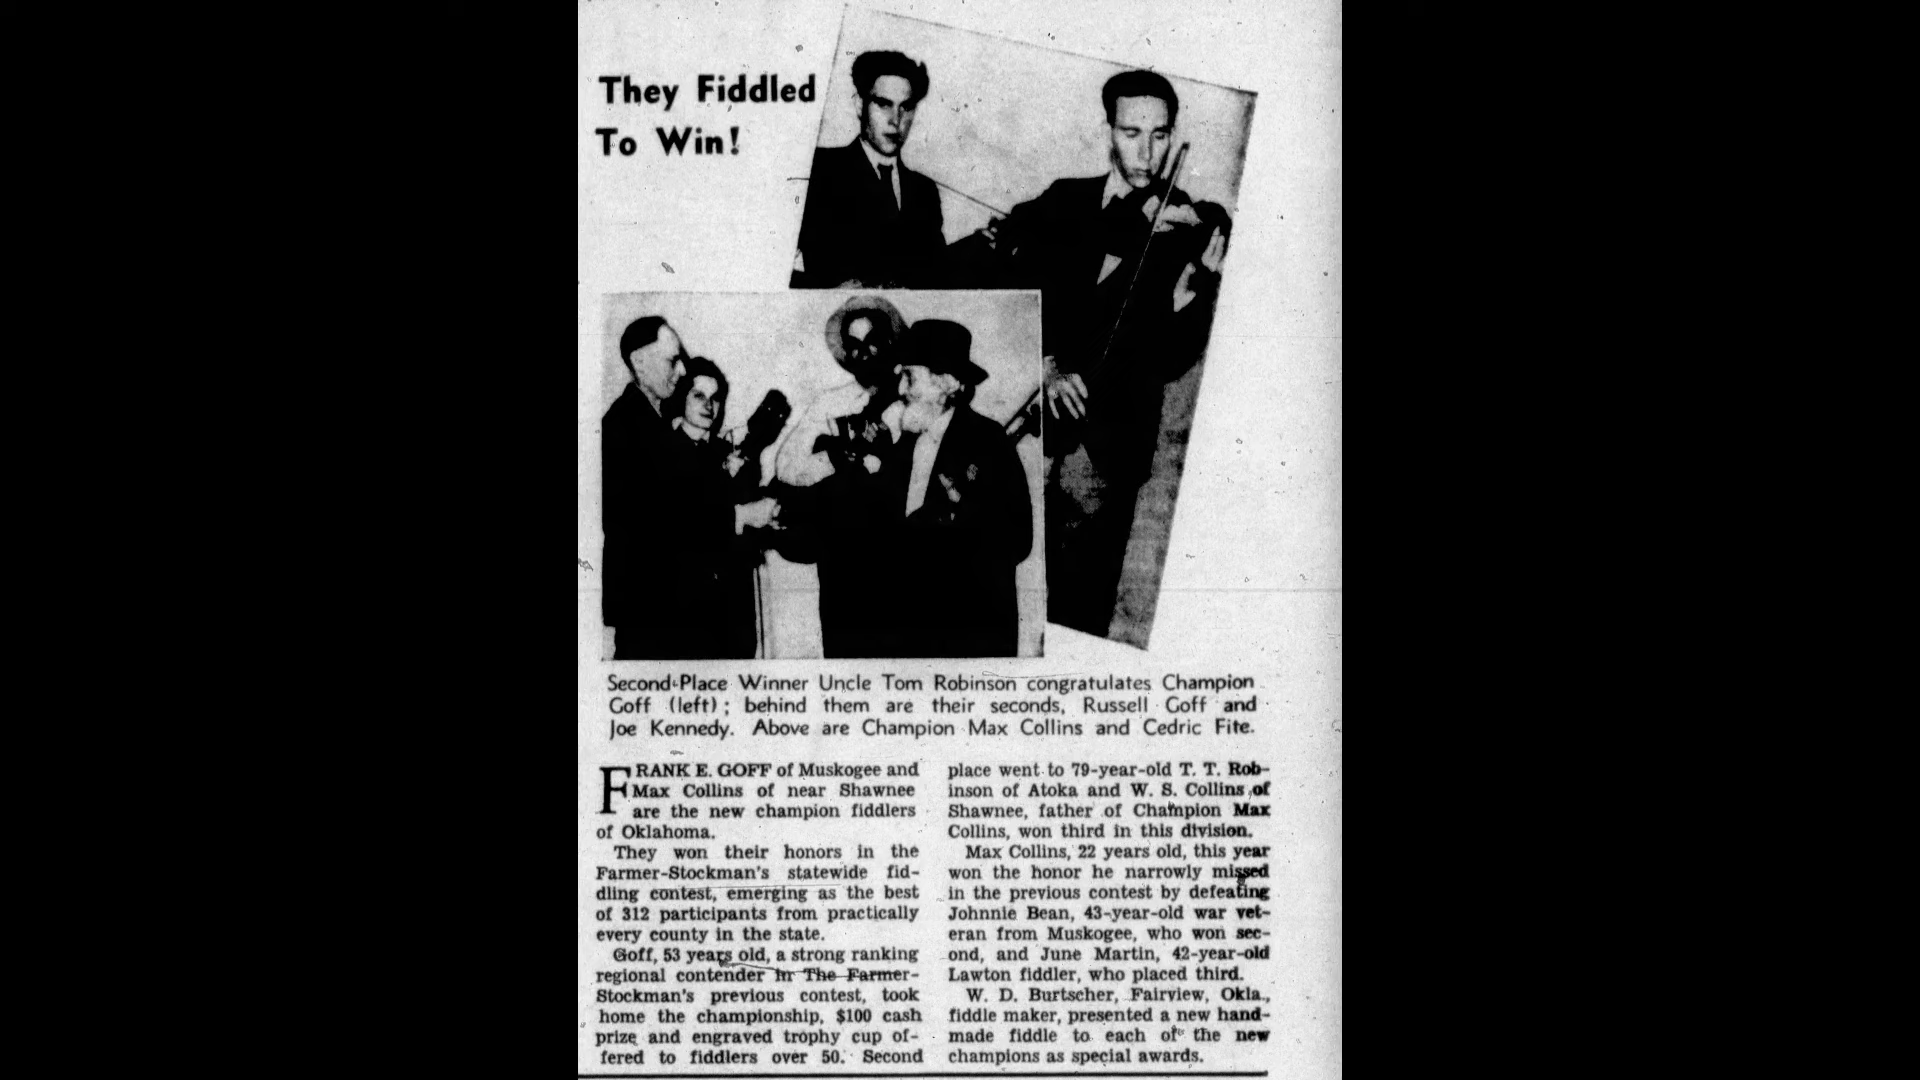 They Fiddled
To Win!
Second-Place Winner Uncle Tom Robinson congratulates Champion
Goff (left); behind them are their seconds, Russell Goff and
Joe Kennedy. Above are Champion Max Collins and Cedric Fite.
FRANK E. GOFF of Muskogee and
Max Collins of near Shawnee
are the new champion fiddlers
of Oklahoma.
They won their honors in the
Farmer-Stockman's statewide fid-
dling contest, emerging as the best
of 312 participants from practically
every county in the state.
Goff, 53 years old, a strong ranking
regional contender in The Farmer-
Stockman's previous contest, took
home the championship, $100 cash
prize and engraved trophy cup of-
fered to fiddlers over 50. Second
place went to 79-year-old T. T. Rob-
inson of Atoka and W. S. Collins of
Shawnee, father of Champion Max
Collins, won third in this division.
Max Collins, 22 years old, this year
won the honor he narrowly missed
in the previous contest by defeating
Johnnie Bean, 43-year-old war vet-
eran from Muskogee, who won sec-
ond, and June Martin, 42-year-old
Lawton fiddler, who placed third.
W. D. Burtscher, Fairview, Okla.,
fiddle maker, presented a new hand-
made fiddle to each of the new
champions as special awards.